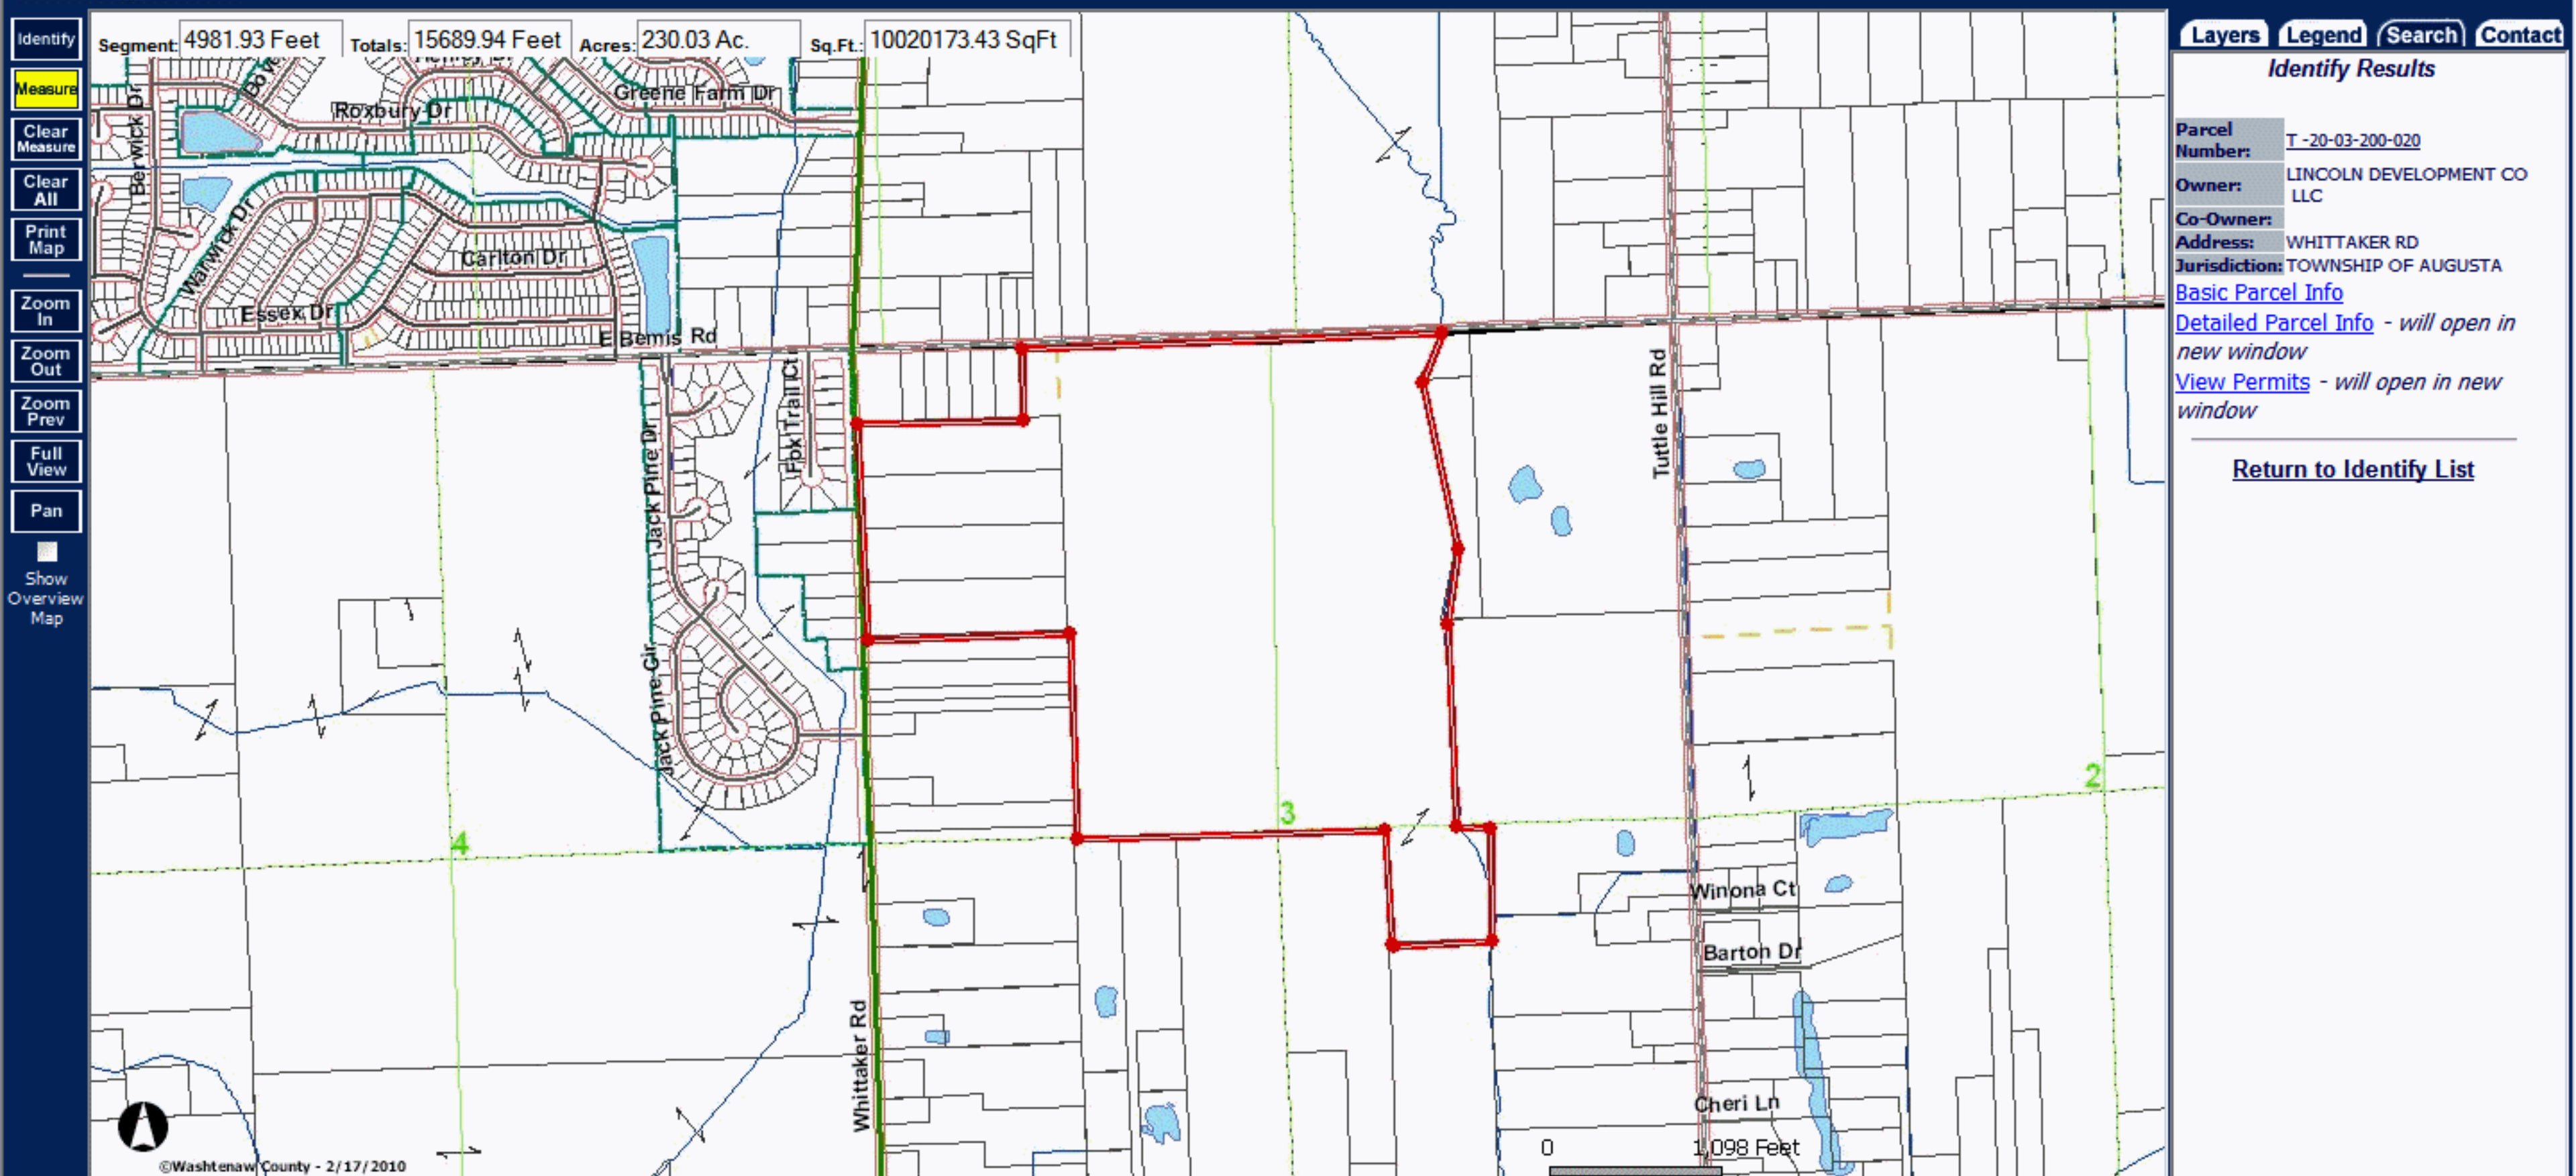 Identify
Measure
Clear
Measure
Clear
All
Print
Map
Zoom
In
Zoom
Out
Zoom
Prev
Full
View
Pan
Show
Overview
Map
Segment: 4981.93 Feet Totals: 15689.94 Feet Acres: 230.03 Ac. Sq.Ft.: 10020173.43 SqFt
Berwick Dr
Roxbury Dr
Greene Farm Dr
Warwick Dr
Carlton Dr
Essex Dr
E Bemis Rd
Fox Trail Ct
Jack Pine Dr
Jack Pine Cir
Tuttle Hill Rd
4
3
2
Winona Ct
Barton Dr
Whittaker Rd
Cheri Ln
0 1,098 Feet
©Washtenaw County - 2/17/2010
Layers Legend Search Contact
Identify Results
Parcel
Number: T -20-03-200-020
Owner: LINCOLN DEVELOPMENT CO
LLC
Co-Owner:
Address: WHITTAKER RD
Jurisdiction: TOWNSHIP OF AUGUSTA
Basic Parcel Info
Detailed Parcel Info - will open in
new window
View Permits - will open in new
window
Return to Identify List